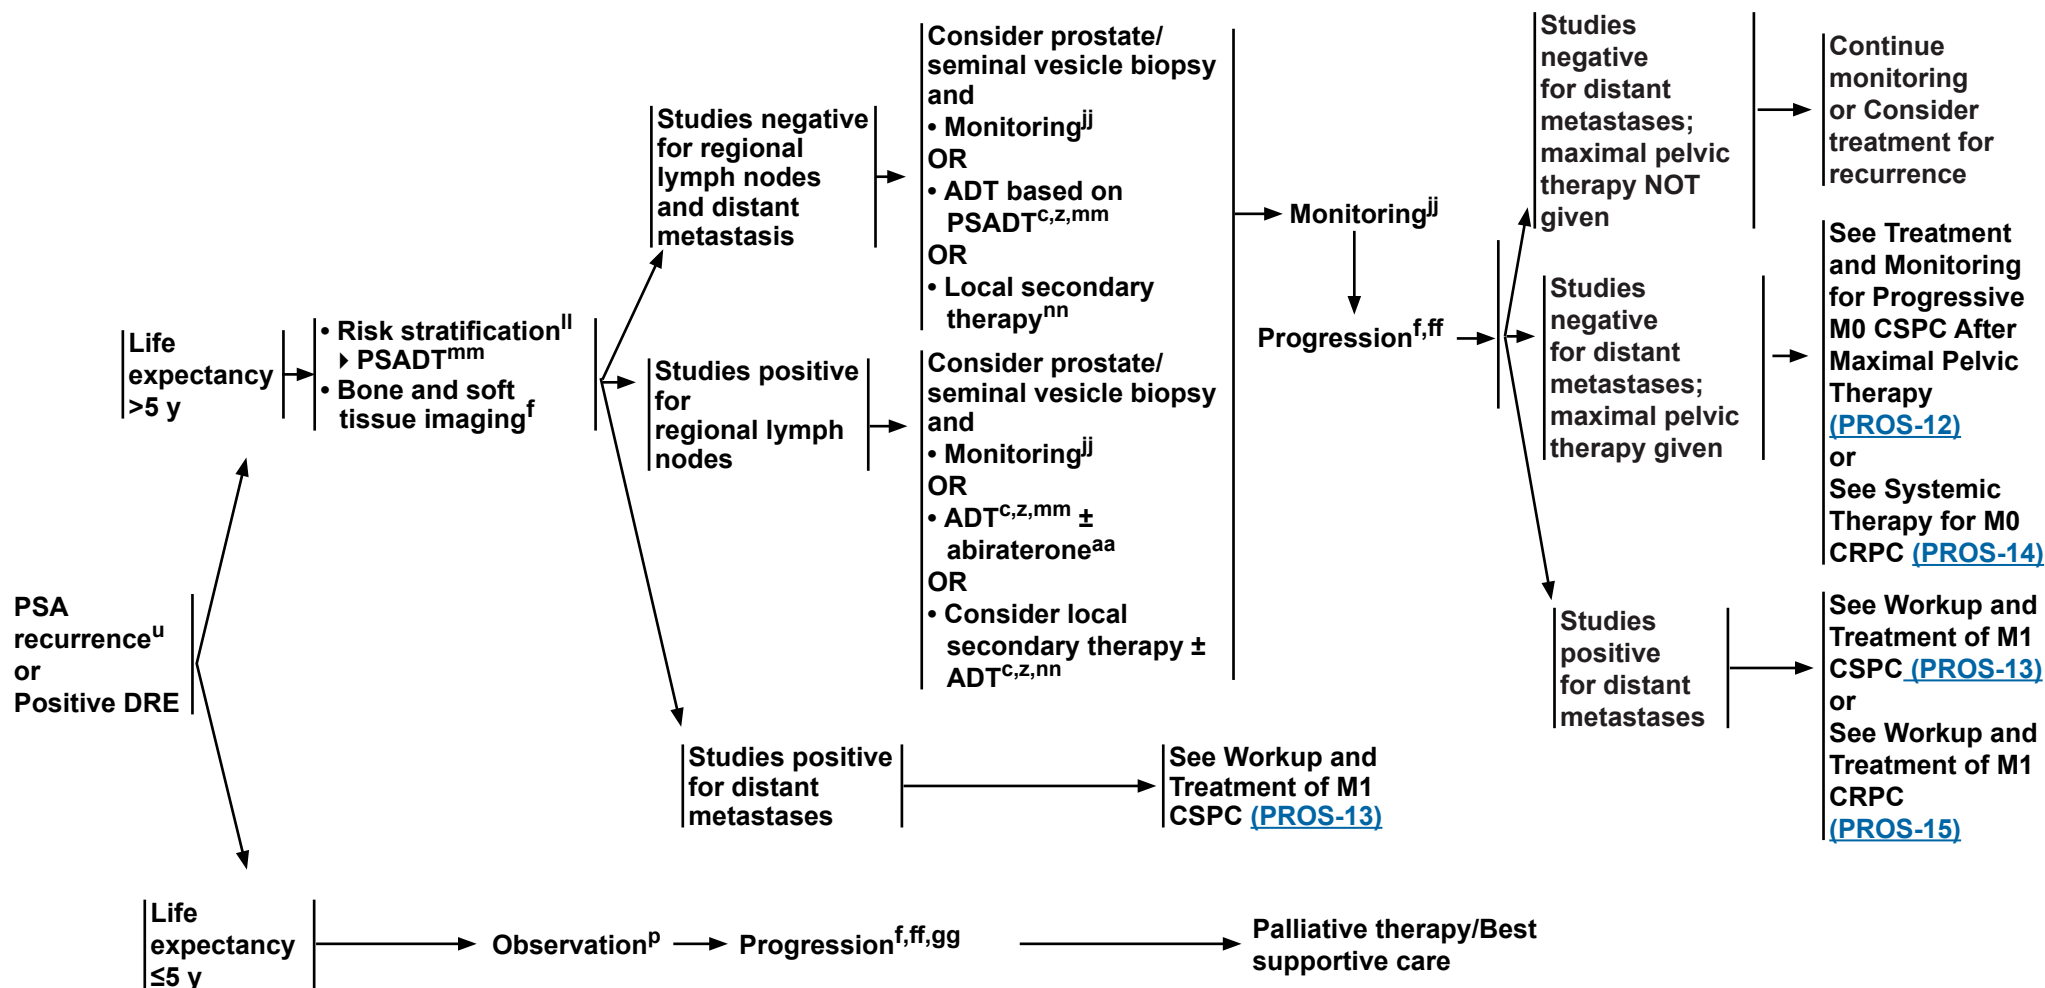 PSA
recurrenceᵘ
or
Positive DRE
Life
expectancy
>5 y
• Risk stratificationˡˡ
▸ PSADTᵐᵐ
• Bone and soft
tissue imagingᶠ
Studies negative
for regional
lymph nodes
and distant
metastasis
Consider prostate/
seminal vesicle biopsy
and
• Monitoringʲʲ
OR
• ADT based on
PSADTᶜ,ᶻ,ᵐᵐ
OR
• Local secondary
therapyⁿⁿ
Studies positive
for
regional lymph
nodes
Consider prostate/
seminal vesicle biopsy
and
• Monitoringʲʲ
OR
• ADTᶜ,ᶻ,ᵐᵐ ±
abirateroneᵃᵃ
OR
• Consider local
secondary therapy ±
ADTᶜ,ᶻ,ⁿⁿ
Studies positive
for distant
metastases
See Workup and
Treatment of M1
CSPC (PROS-13)
Monitoringʲʲ
Progressionᶠ,ᶠᶠ
Studies
negative
for distant
metastases;
maximal pelvic
therapy NOT
given
Continue
monitoring
or Consider
treatment for
recurrence
Studies
negative
for distant
metastases;
maximal pelvic
therapy given
See Treatment
and Monitoring
for Progressive
M0 CSPC After
Maximal Pelvic
Therapy
(PROS-12)
or
See Systemic
Therapy for M0
CRPC (PROS-14)
Studies
positive
for distant
metastases
See Workup and
Treatment of M1
CSPC (PROS-13)
or
See Workup and
Treatment of M1
CRPC
(PROS-15)
Life
expectancy
≤5 y
Observationᵖ
Progressionᶠ,ᶠᶠ,ᵍᵍ
Palliative therapy/Best
supportive care